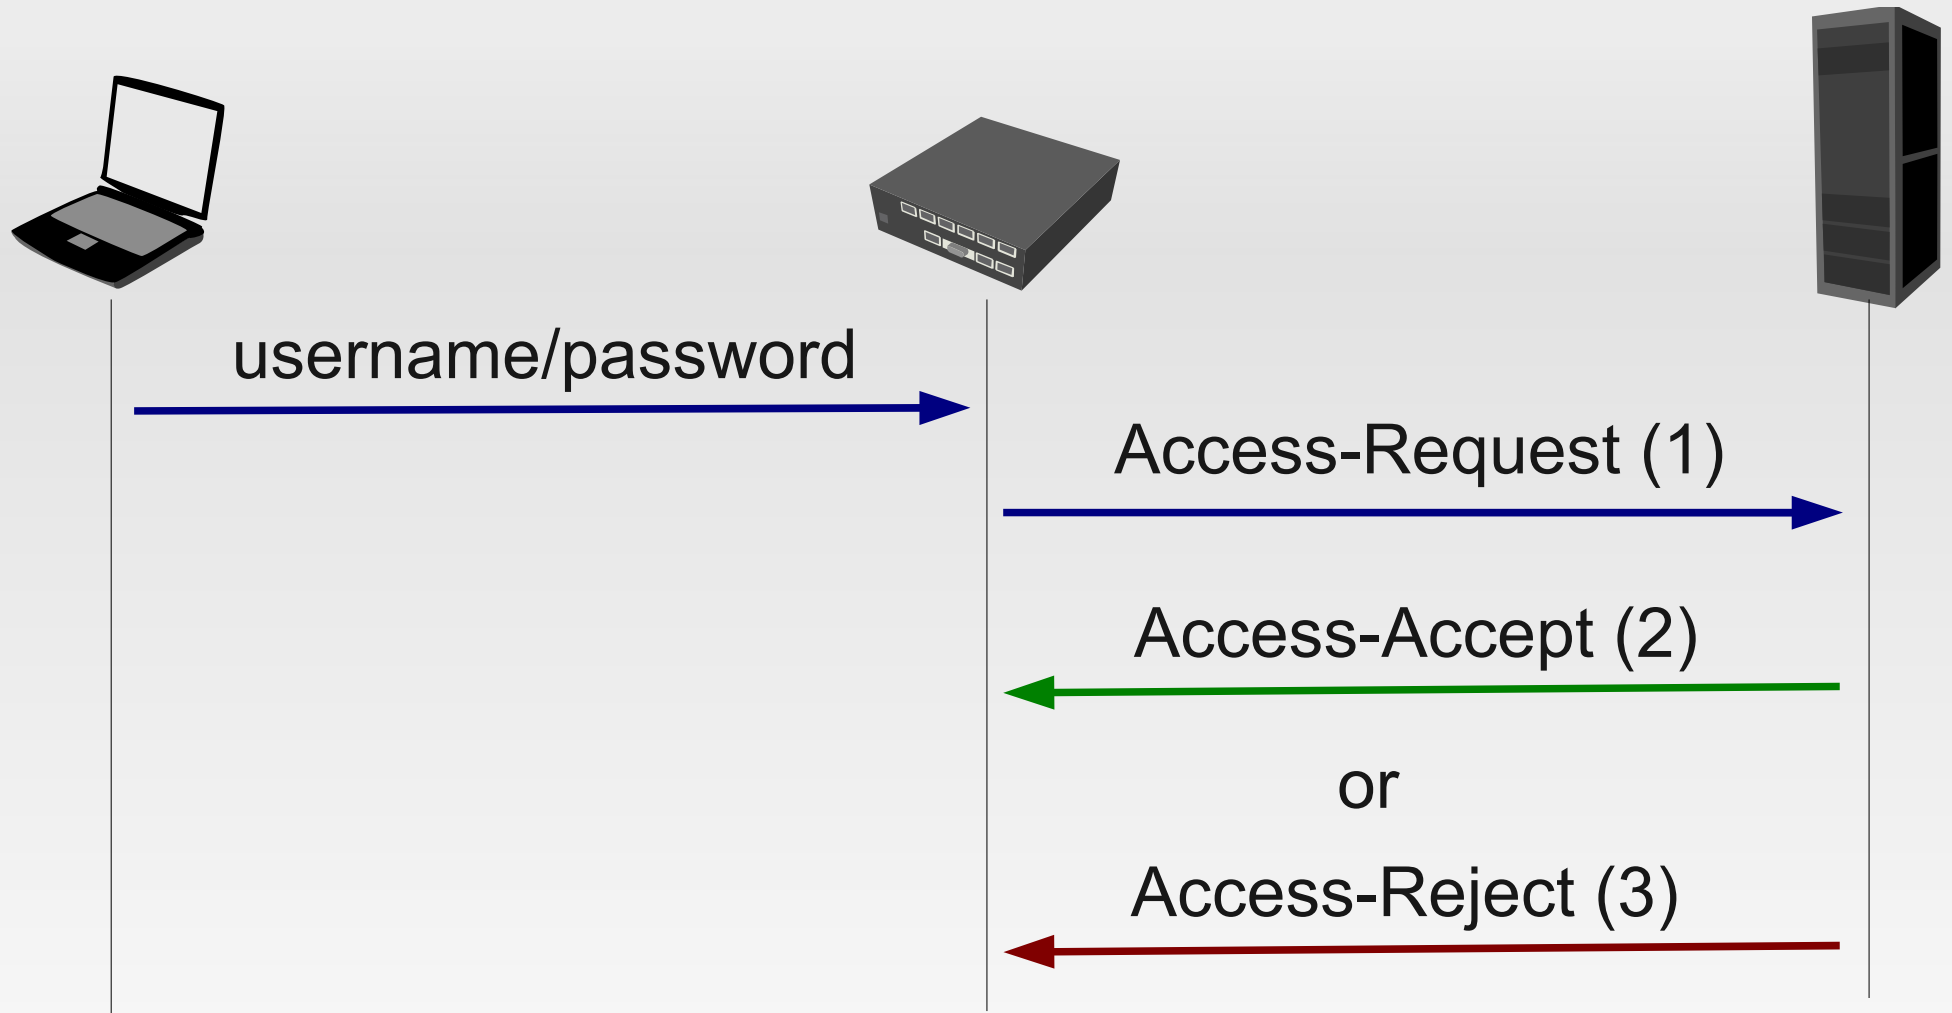 username/password
Access-Request (1)
Access-Accept (2)
or
Access-Reject (3)